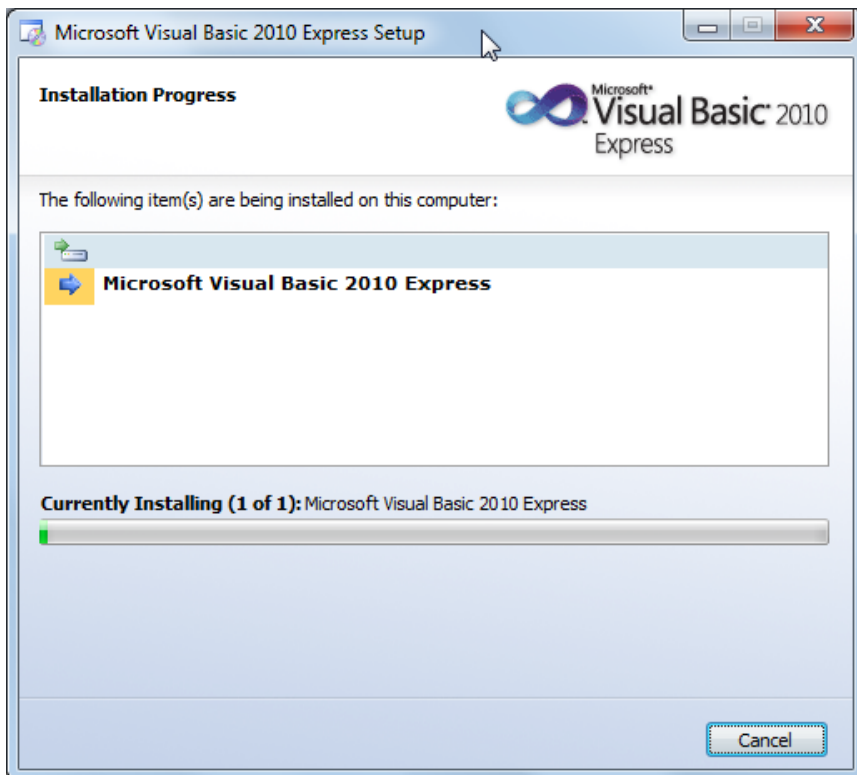 Microsoft Visual Basic 2010 Express Setup
Installation Progress
Microsoft®
Visual Basic® 2010
Express
The following item(s) are being installed on this computer:
Microsoft Visual Basic 2010 Express
Currently Installing (1 of 1): Microsoft Visual Basic 2010 Express
Cancel